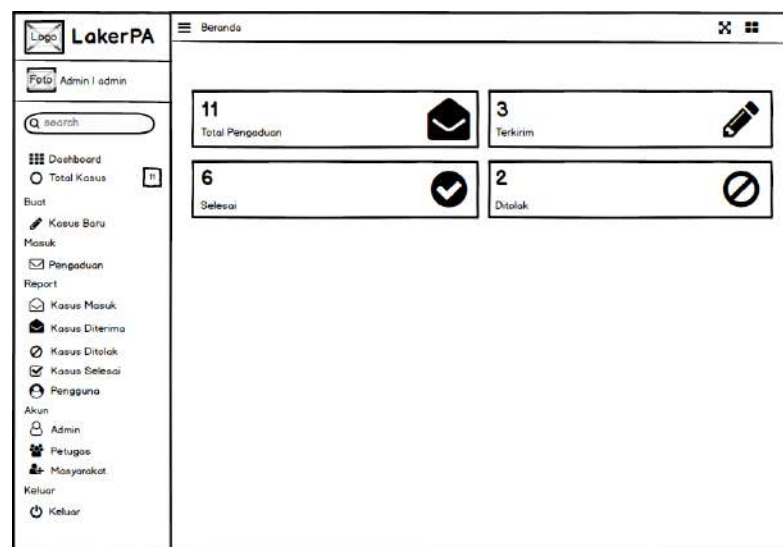 Logo LakerPA
Foto Admin | admin
search
Dashboard
Total Kasus 11
Buat
Kasus Baru
Masuk
Pengaduan
Report
Kasus Masuk
Kasus Diterima
Kasus Ditolak
Kasus Selesai
Pengguna
Akun
Admin
Petugas
Masyarakat
Keluar
Keluar
Beranda
11
Total Pengaduan
3
Terkirim
6
Selesai
2
Ditolak